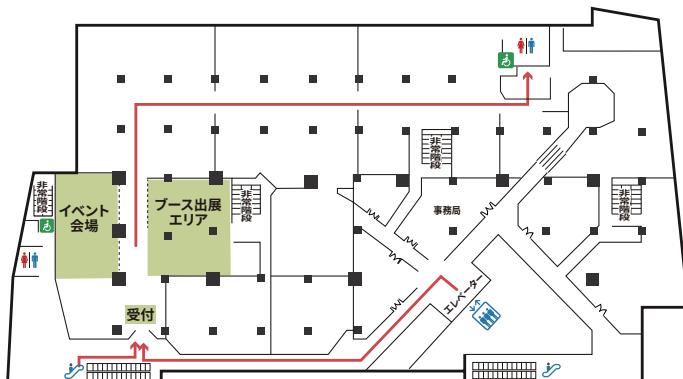 非常階段
事務局
非常階段
イベント
会場
ブース出展
エリア
非常階段
非常階段
エレベーター
受付